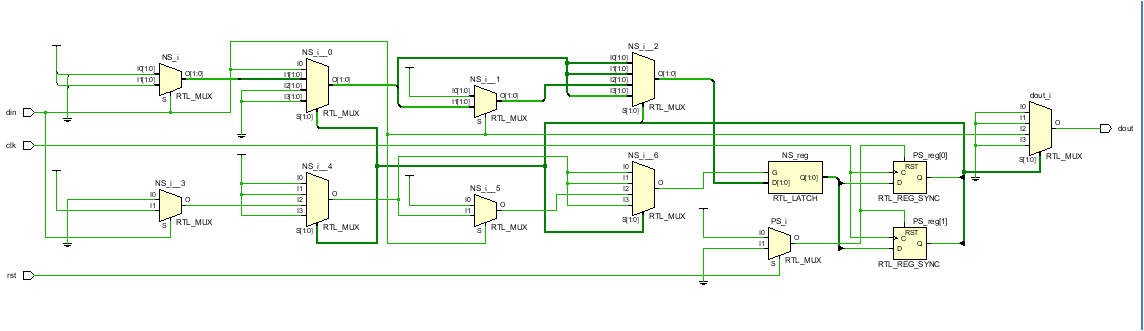 NS_i
I0[1:0]
I1[1:0]
O[1:0]
S
RTL_MUX
NS_i__0
I0
I1[1:0]
I2[1:0]
I3[1:0]
O[1:0]
S[1:0]
RTL_MUX
NS_i__1
I0[1:0]
I1[1:0]
O[1:0]
S
RTL_MUX
NS_i__2
I0[1:0]
I1[1:0]
I2[1:0]
I3[1:0]
O[1:0]
S[1:0]
RTL_MUX
dout_i
I0
I1
I2
I3
O
S[1:0]
RTL_MUX
din
clk
dout
NS_i__3
I0
I1
O
S
RTL_MUX
NS_i__4
I0
I1
I2
I3
O
S[1:0]
RTL_MUX
NS_i__5
I0
I1
O
S
RTL_MUX
NS_i__6
I0
I1
I2
I3
O
S[1:0]
RTL_MUX
NS_reg
G
D[1:0]
Q[1:0]
RTL_LATCH
PS_reg[0]
RST
C
D
Q
RTL_REG_SYNC
PS_i
I0
I1
O
S
RTL_MUX
PS_reg[1]
RST
C
D
Q
RTL_REG_SYNC
rst